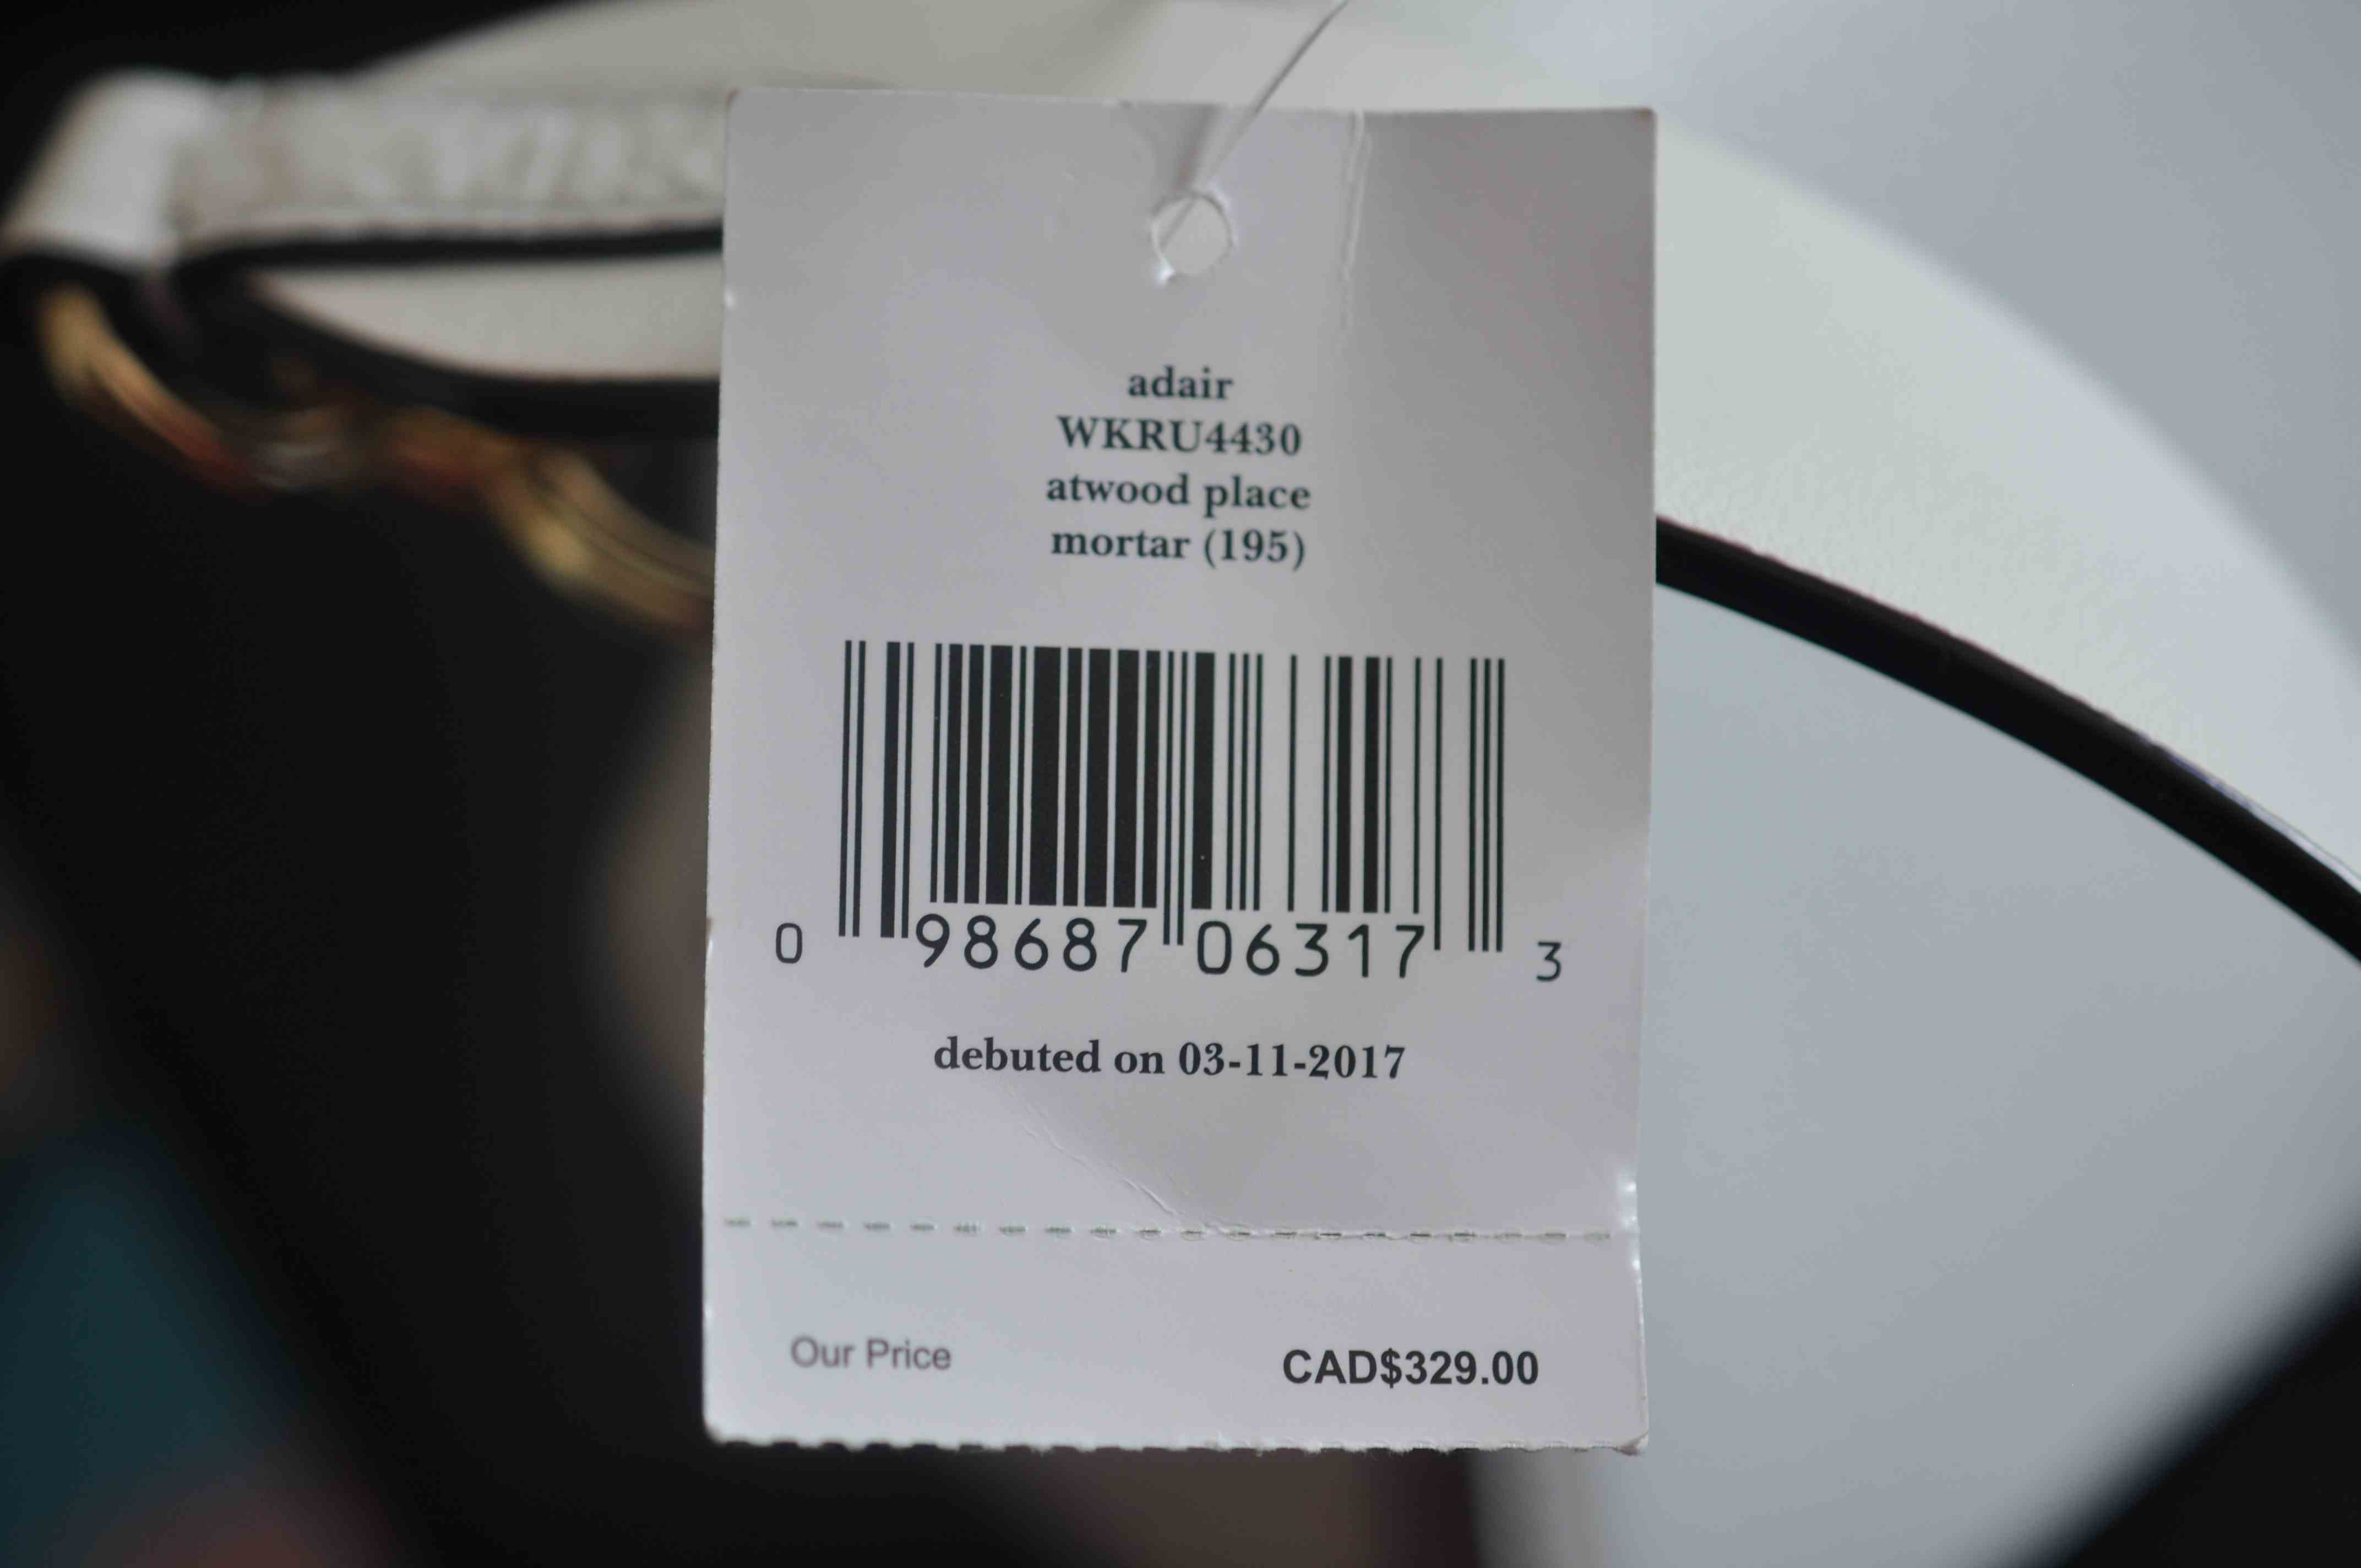 adair
WKRU4430
atwood place
mortar (195)
0 98687 06317 3
debuted on 03-11-2017
Our Price CAD$329.00